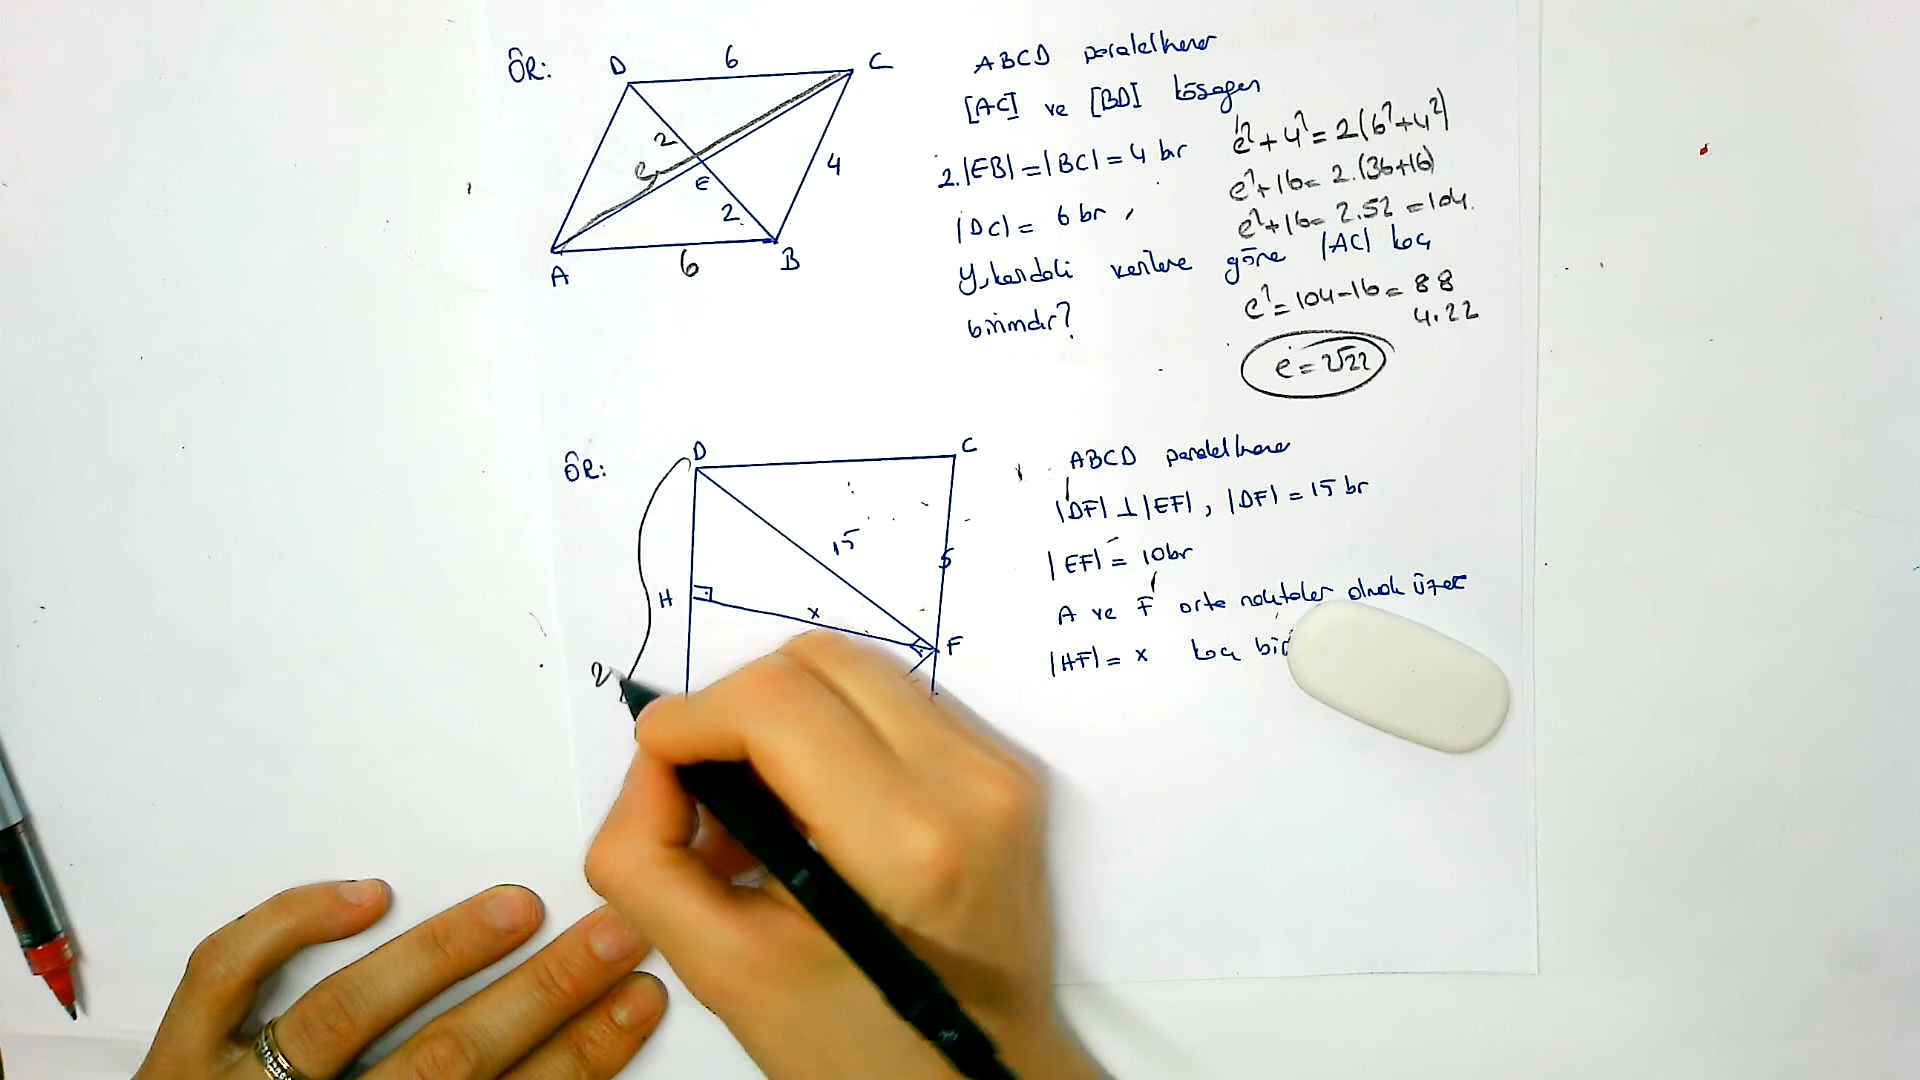 ÖR:
D 6 C
2
e
E
4
2
A 6 B
ABCD paralelkenar
[AC] ve [BD] köşegen
2.|EB|=|BC|=4 br
|DC|= 6 br ,
Yukarıdaki verilere göre |AC| kaç
birimdir?
e²+4²=2(6²+4²)
e²+16=2.(36+16)
e²+16=2.52=104.
e²=104-16=88
4.22
e=2√22
ÖR:
D C
15
5
H
x
F
2
ABCD paralelkenar
|DF|⊥|EF|, |DF|=15 br
|EF|=10br
A ve F orta noktalar olmak üzere
|HF|= x kaç